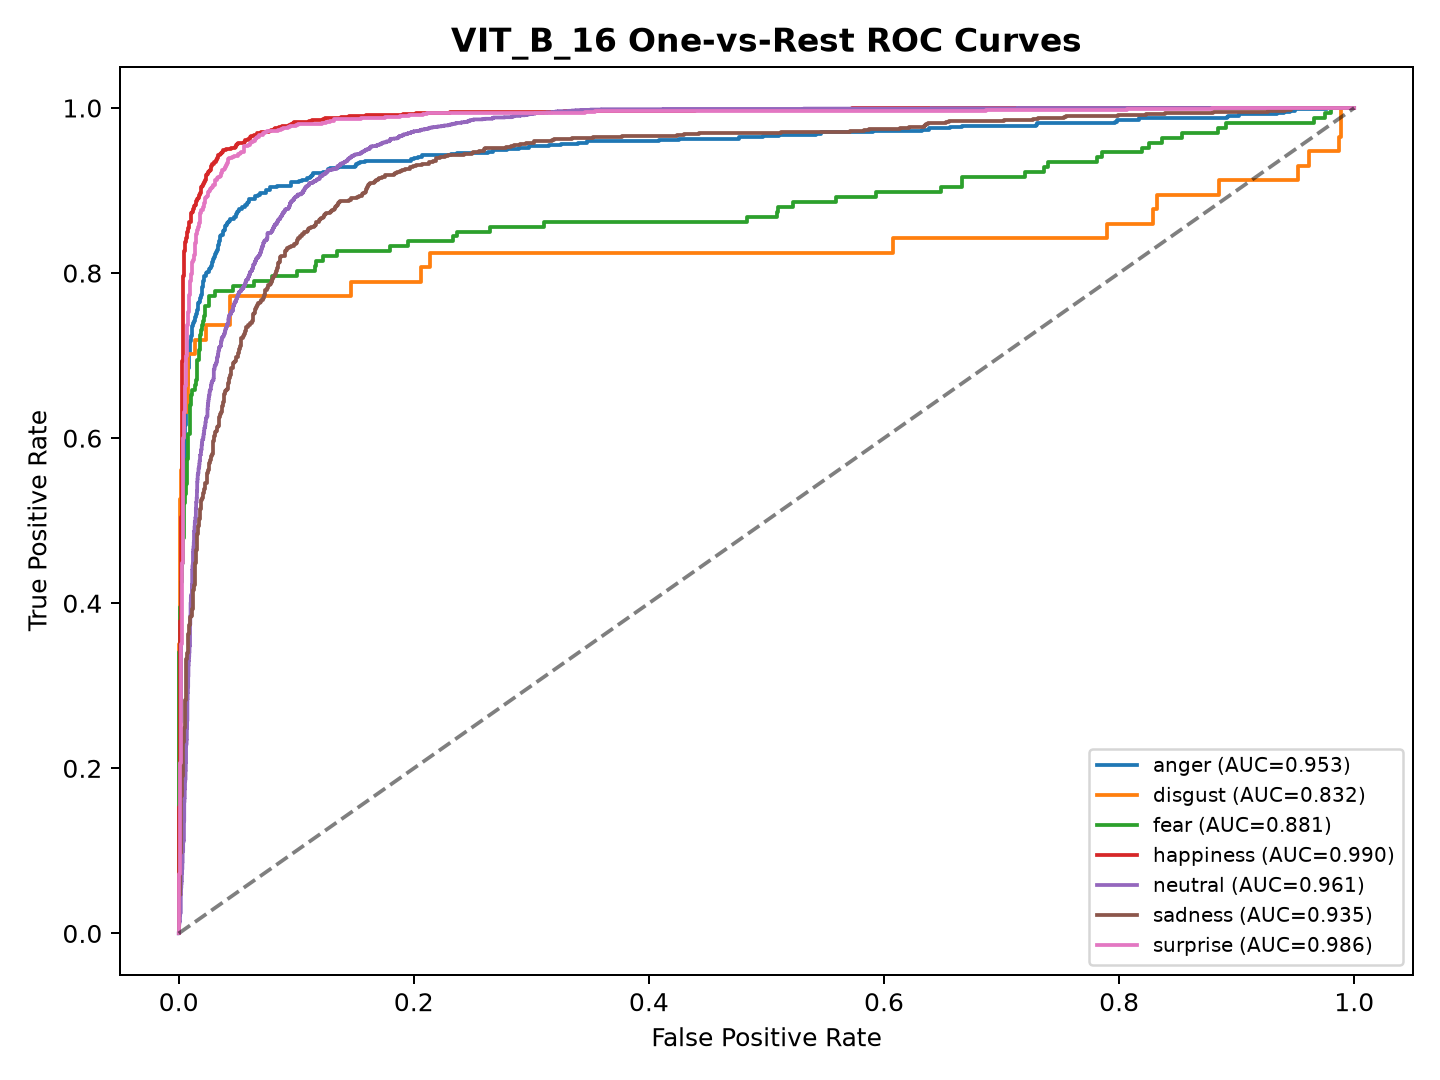 VIT_B_16 One-vs-Rest ROC Curves
True Positive Rate
1.0
0.8
0.6
0.4
0.2
0.0
anger (AUC=0.953)
disgust (AUC=0.832)
fear (AUC=0.881)
happiness (AUC=0.990)
neutral (AUC=0.961)
sadness (AUC=0.935)
surprise (AUC=0.986)
0.0 0.2 0.4 0.6 0.8 1.0
False Positive Rate